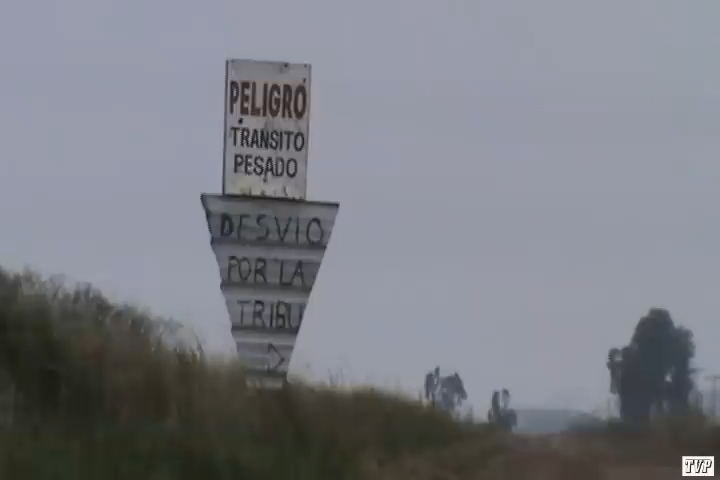 PELIGRO
TRANSITO
PESADO
DESVIO
POR LA
TRIBU
TVP